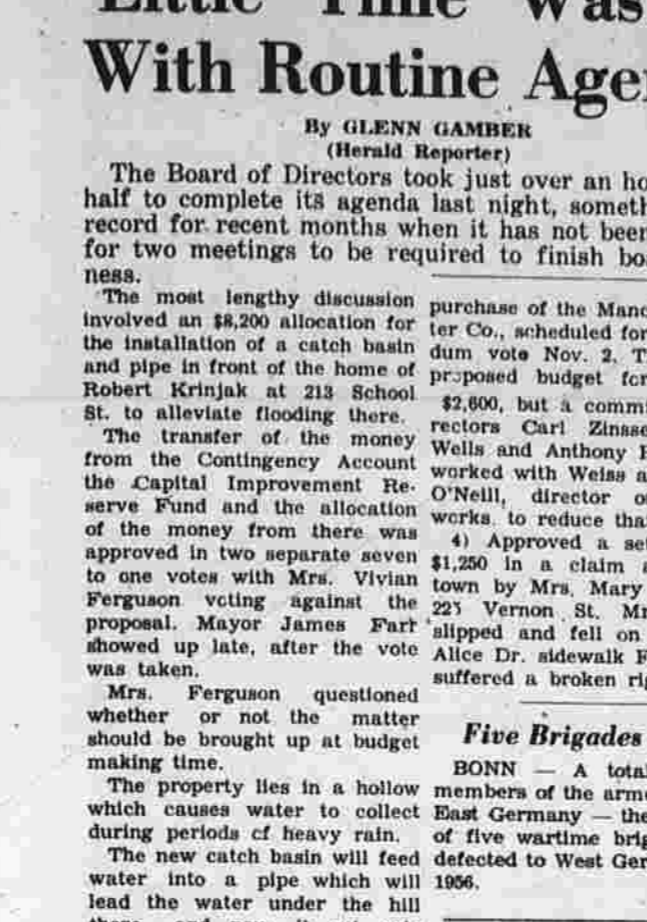 Little Time Was
With Routine Age
By GLENN GAMBER
(Herald Reporter)
The Board of Directors took just over an ho
half to complete its agenda last night, someth
record for recent months when it has not been
for two meetings to be required to finish bo
ness.
The most lengthy discussion
involved an $8,200 allocation for
the installation of a catch basin
and pipe in front of the home of
Robert Krinjak at 213 School
St. to alleviate flooding there.
The transfer of the money
from the Contingency Account
the Capital Improvement Re-
serve Fund and the allocation
of the money from there was
approved in two separate seven
to one votes with Mrs. Vivian
Ferguson voting against the
proposal. Mayor James Farr
showed up late, after the vote
was taken.
Mrs. Ferguson questioned
whether or not the matter
should be brought up at budget
making time.
The property lies in a hollow
which causes water to collect
during periods of heavy rain.
The new catch basin will feed
water into a pipe which will
lead the water under the hill
purchase of the Manc
ter Co., scheduled for
dum vote Nov. 2. T
proposed budget for
$2,600, but a comm
rectors Carl Zinsse
Wells and Anthony
worked with Weiss a
O'Neill, director o
works, to reduce tha
4) Approved a se
$1,250 in a claim a
town by Mrs. Mary
225 Vernon St. Mr
slipped and fell on
Alice Dr. sidewalk F
suffered a broken ri
Five Brigades
BONN — A total
members of the arm
East Germany — the
of five wartime brig
defected to West Ger
1956.